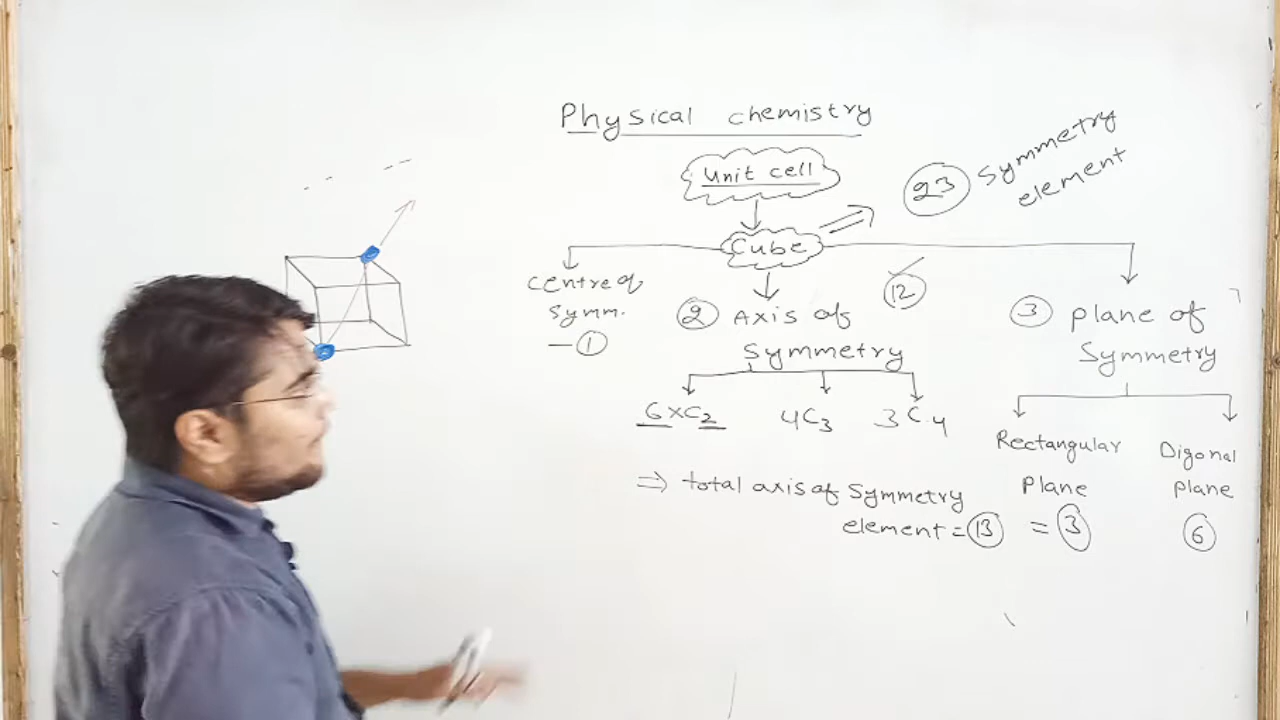 Physical chemistry
Unit cell
23 Symmetry element
Cube
Centre of
Symm.
- 1
12
2 Axis of
Symmetry
6×C2 4C3 3C4
⇒ total axis of Symmetry
element = 13
3 plane of
Symmetry
Rectangular
Plane
= 3
Digonal
plane
6